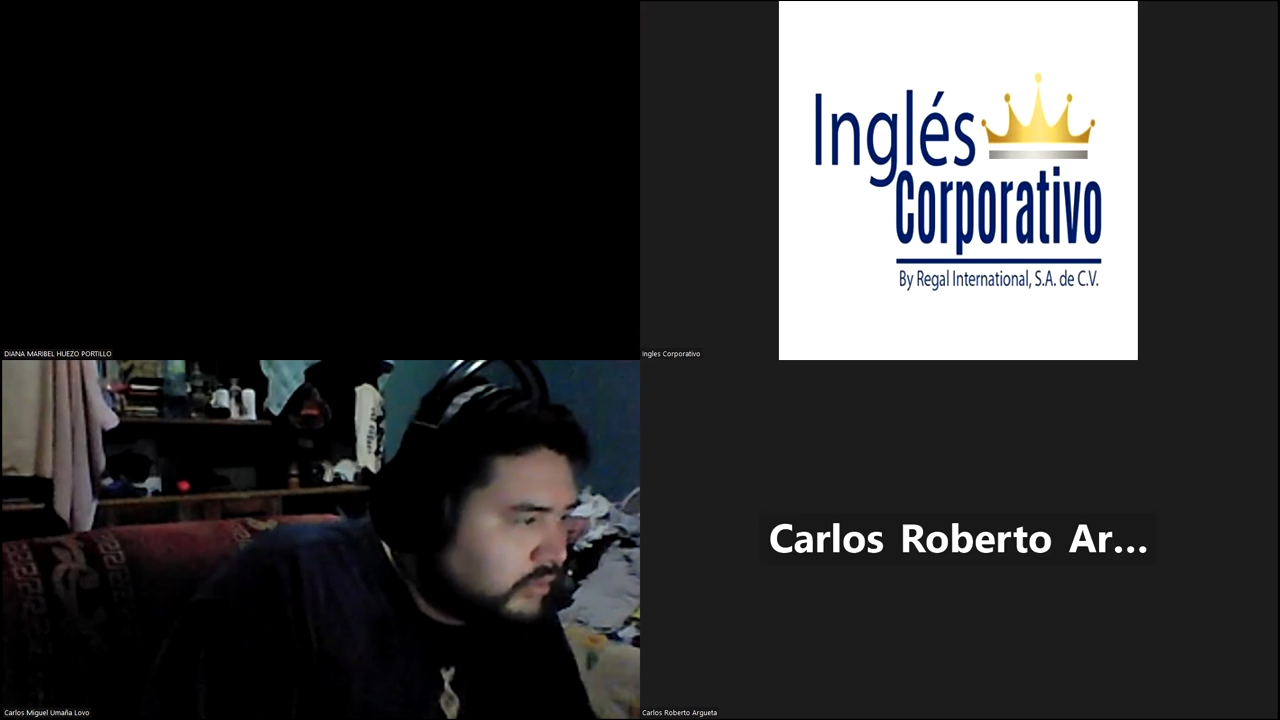 Inglés
Corporativo
By Regal International, S.A. de C.V.
DIANA MARIBEL HUEZO PORTILLO
Ingles Corporativo
Carlos Roberto Ar...
Carlos Miguel Umaña Lovo
Carlos Roberto Argueta